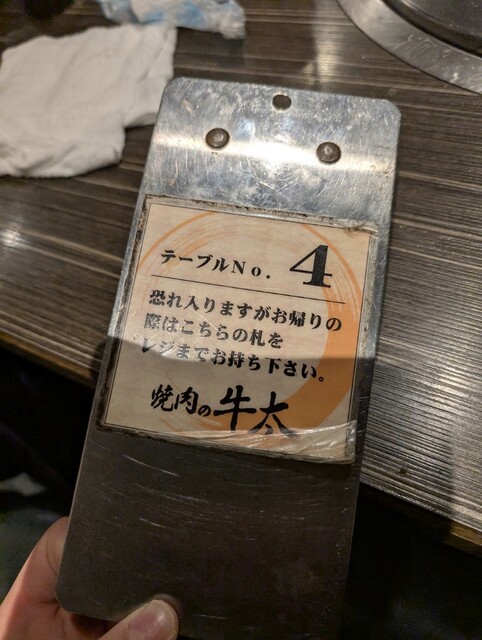 テーブルNo. 4
恐れ入りますがお帰りの
際はこちらの札を
レジまでお持ち下さい。
焼肉の牛太